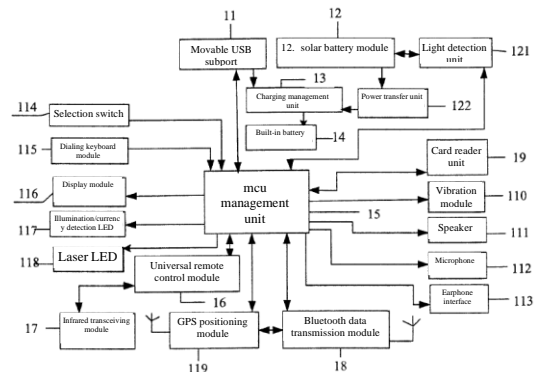 11
12
Movable USB
support
12. solar battery module
Light detection
unit
121
13
114
Selection switch
Charging management
unit
Power transfer unit
122
115
Dialing keyboard
module
Built-in battery
14
Card reader
unit
19
116
Display module
mcu
management
unit
Vibration
module
110
117
Illumination/currenc
y detection LED
15
Speaker
111
118
Laser LED
Universal remote
control module
Microphone
112
16
Earphone
interface
113
17
Infrared transceiving
module
GPS positioning
module
Bluetooth data
transmission module
119
18